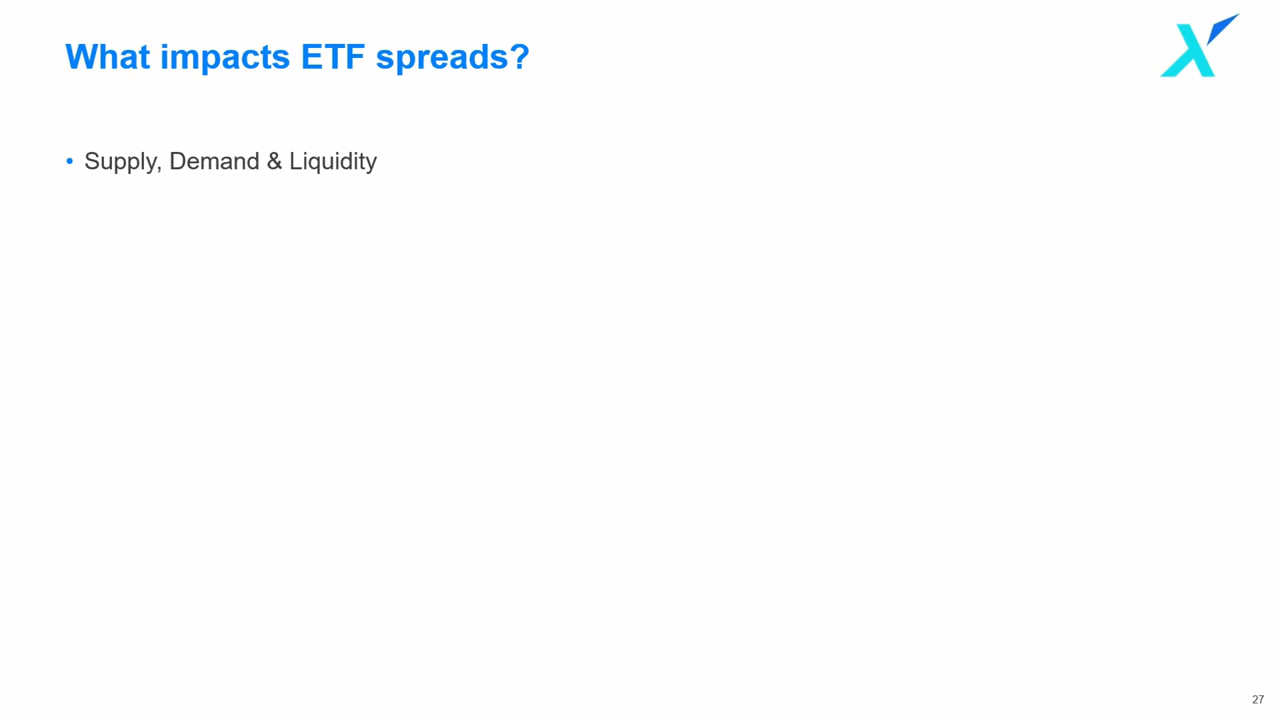 What impacts ETF spreads?
• Supply, Demand & Liquidity
27